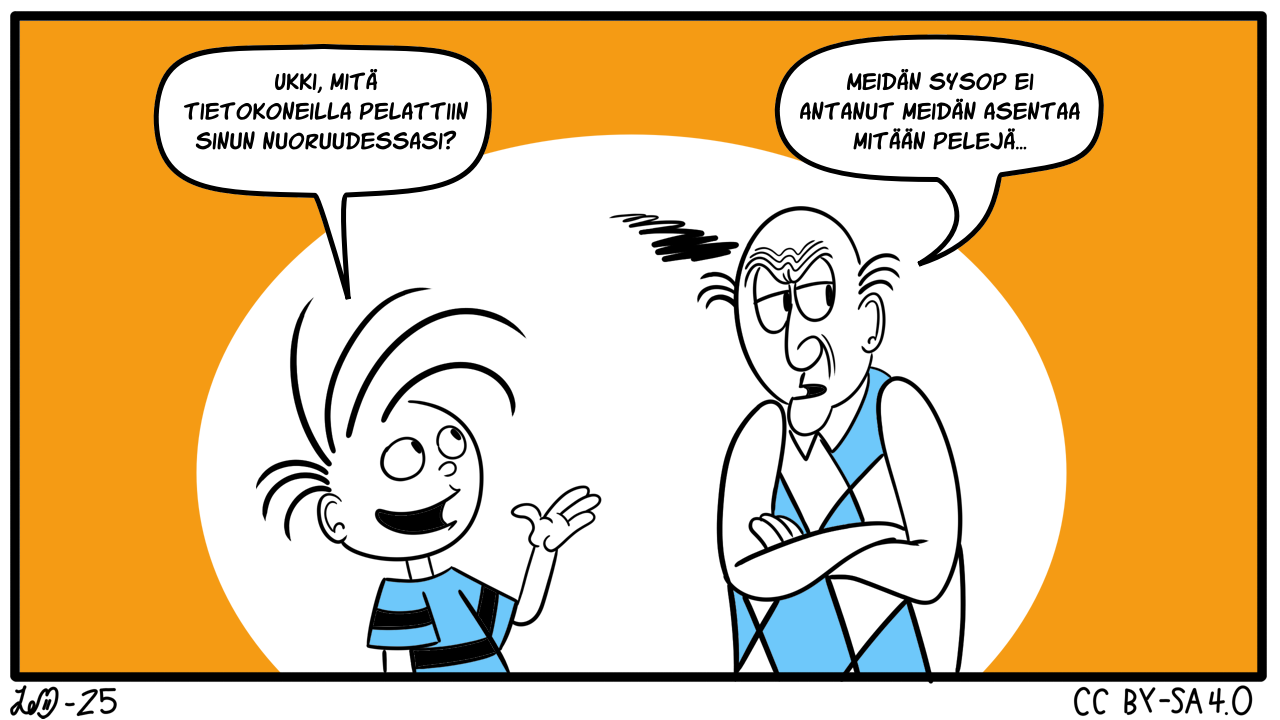 UKKI, MITÄ
TIETOKONEILLA PELATTIIN
SINUN NUORUUDESSASI?
MEIDÄN SYSOP EI
ANTANUT MEIDÄN ASENTAA
MITÄÄN PELEJÄ...
-25
CC BY-SA 4.0